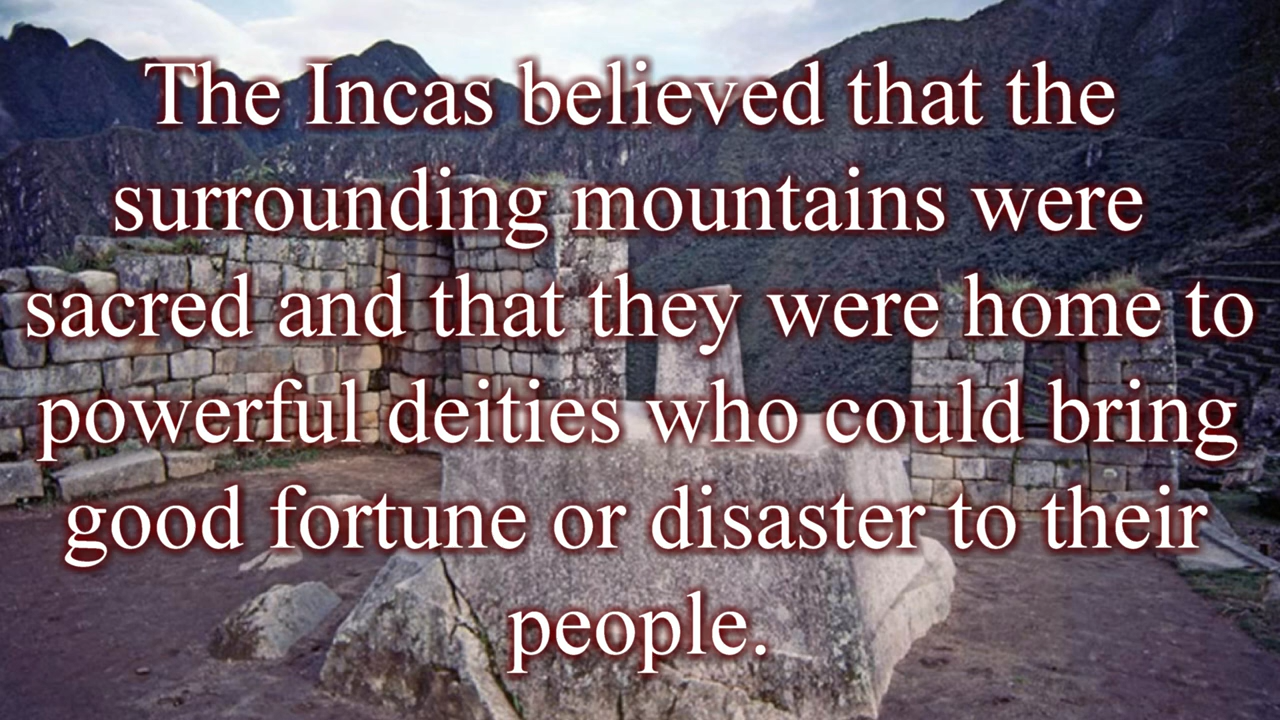 The Incas believed that the
surrounding mountains were
sacred and that they were home to
powerful deities who could bring
good fortune or disaster to their
people.